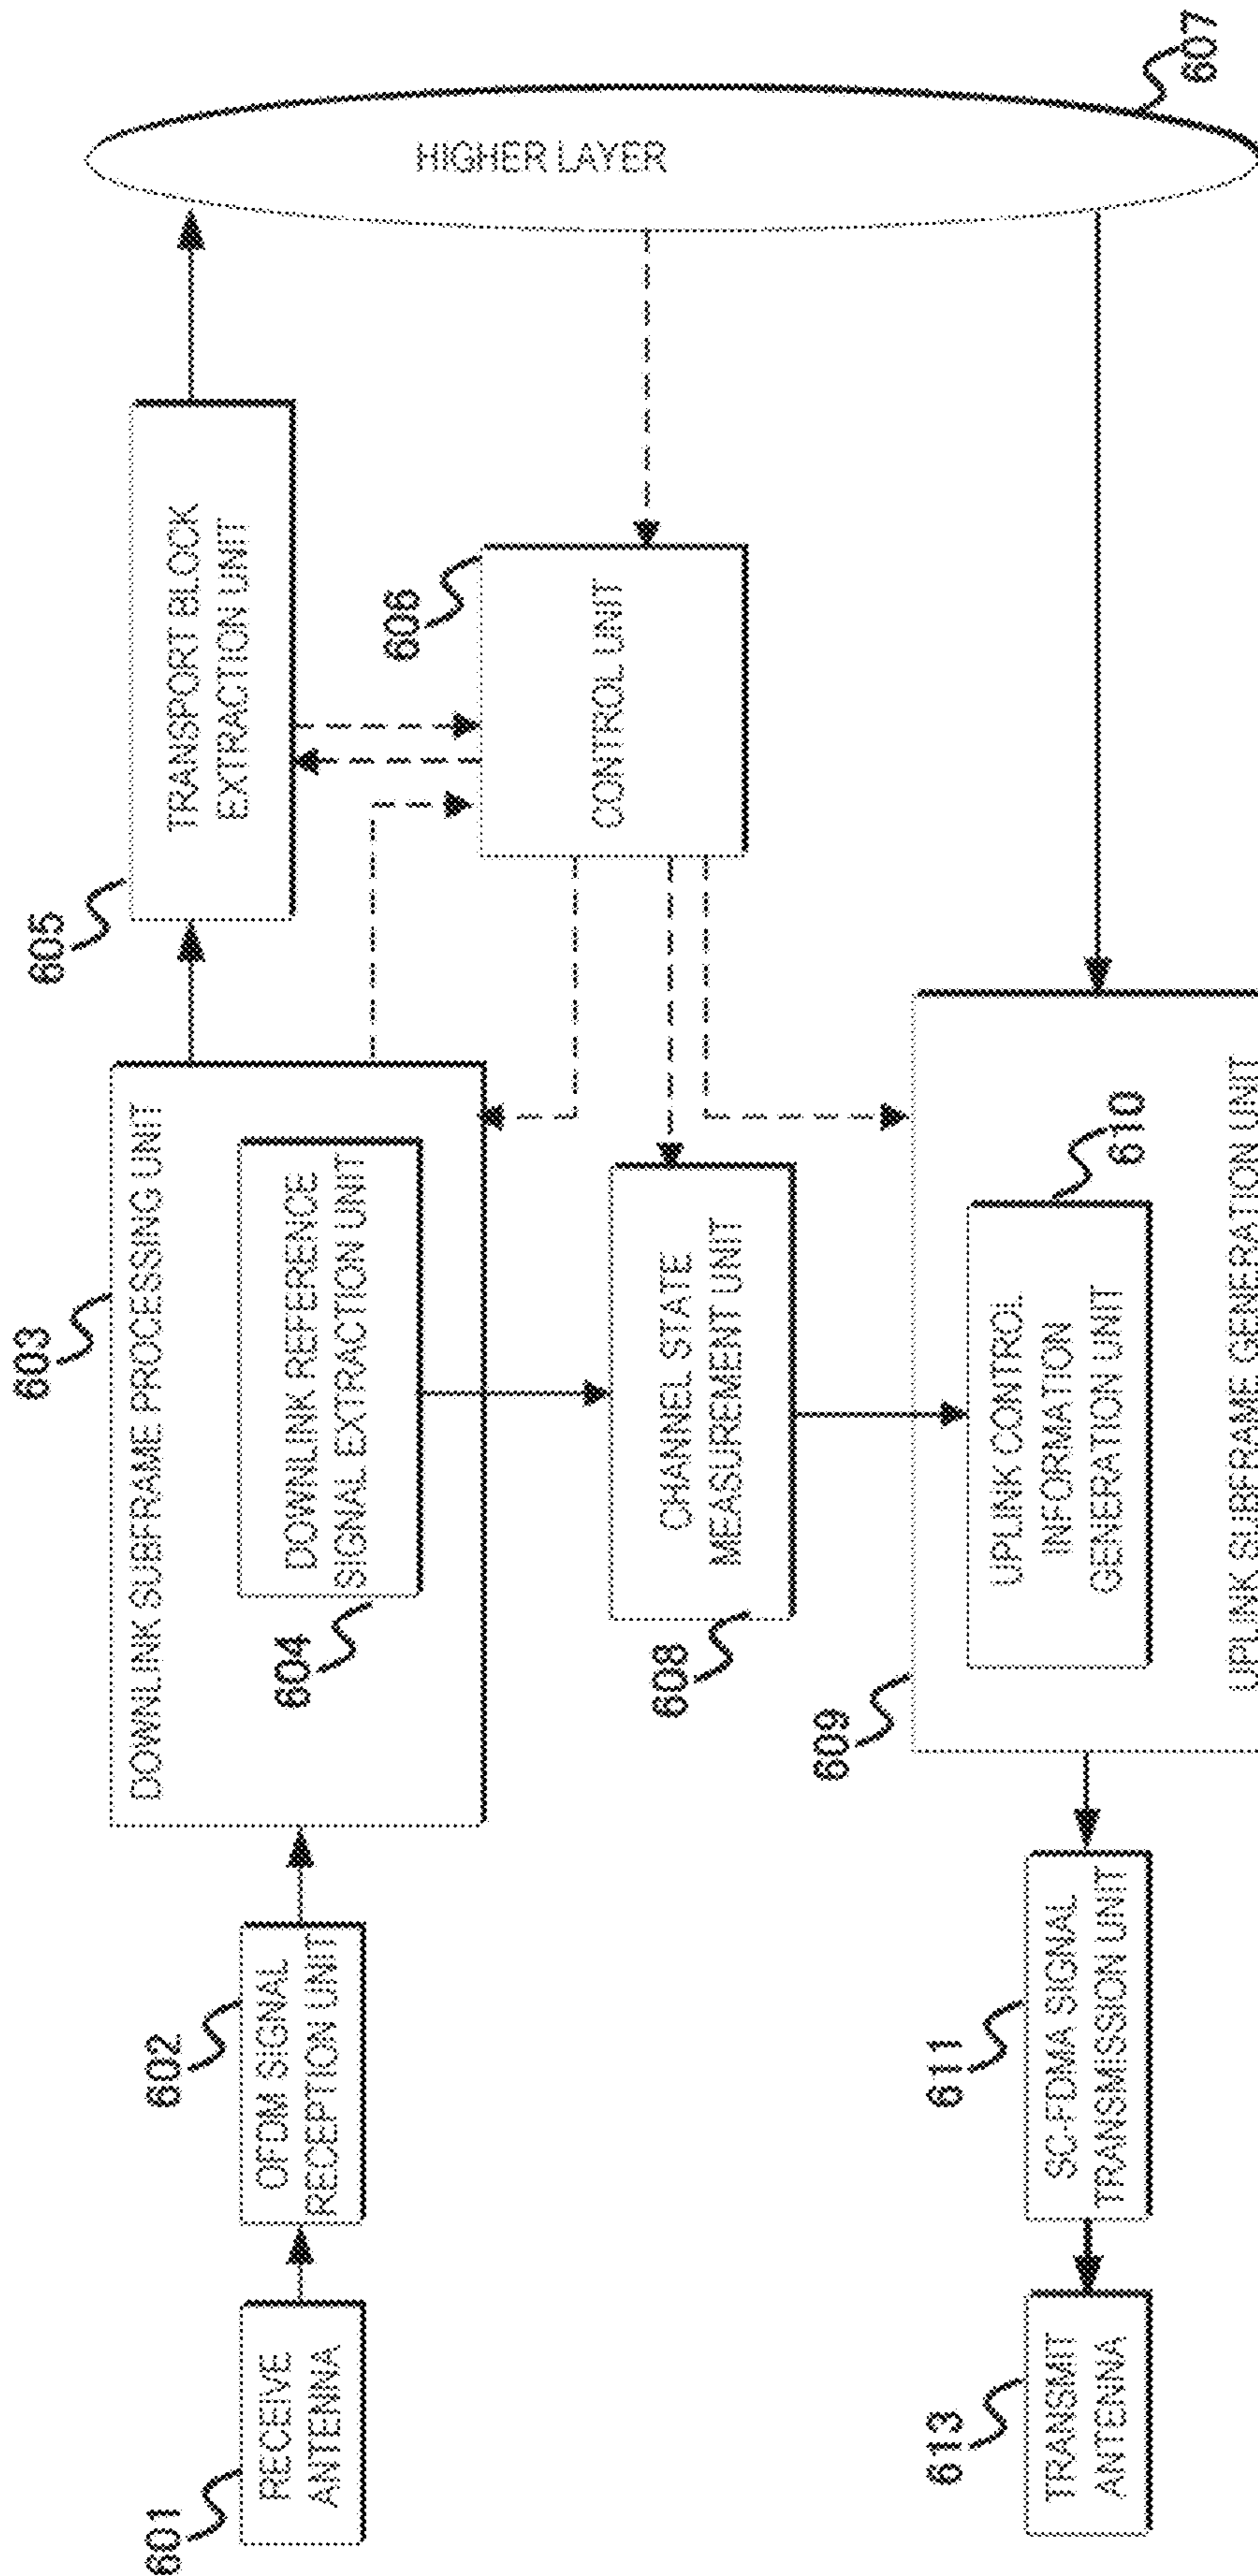 601
RECEIVE
ANTENNA
602
OFDM SIGNAL
RECEPTION UNIT
603
DOWNLINK SUBFRAME PROCESSING UNIT
604
DOWNLINK REFERENCE
SIGNAL EXTRACTION UNIT
605
TRANSPORT BLOCK
EXTRACTION UNIT
606
CONTROL UNIT
HIGHER LAYER
607
608
CHANNEL STATE
MEASUREMENT UNIT
609
610
UPLINK CONTROL
INFORMATION
GENERATION UNIT
UPLINK SUBFRAME GENERATION UNIT
611
SC-FDMA SIGNAL
TRANSMISSION UNIT
613
TRANSMIT
ANTENNA